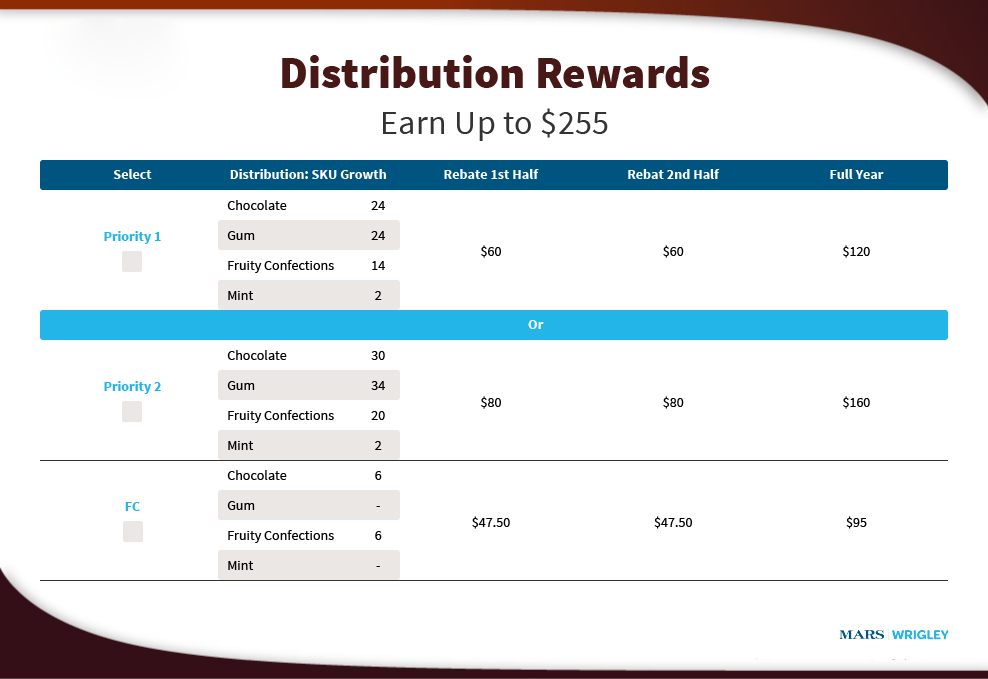 Distribution Rewards
Earn Up to $255
Select Distribution: SKU Growth Rebate 1st Half Rebat 2nd Half Full Year
Chocolate 24
Priority 1
Gum 24
$60 $60 $120
Fruity Confections 14
Mint 2
Or
Chocolate 30
Priority 2
Gum 34
$80 $80 $160
Fruity Confections 20
Mint 2
Chocolate 6
FC
Gum -
$47.50 $47.50 $95
Fruity Confections 6
Mint -
MARS WRIGLEY